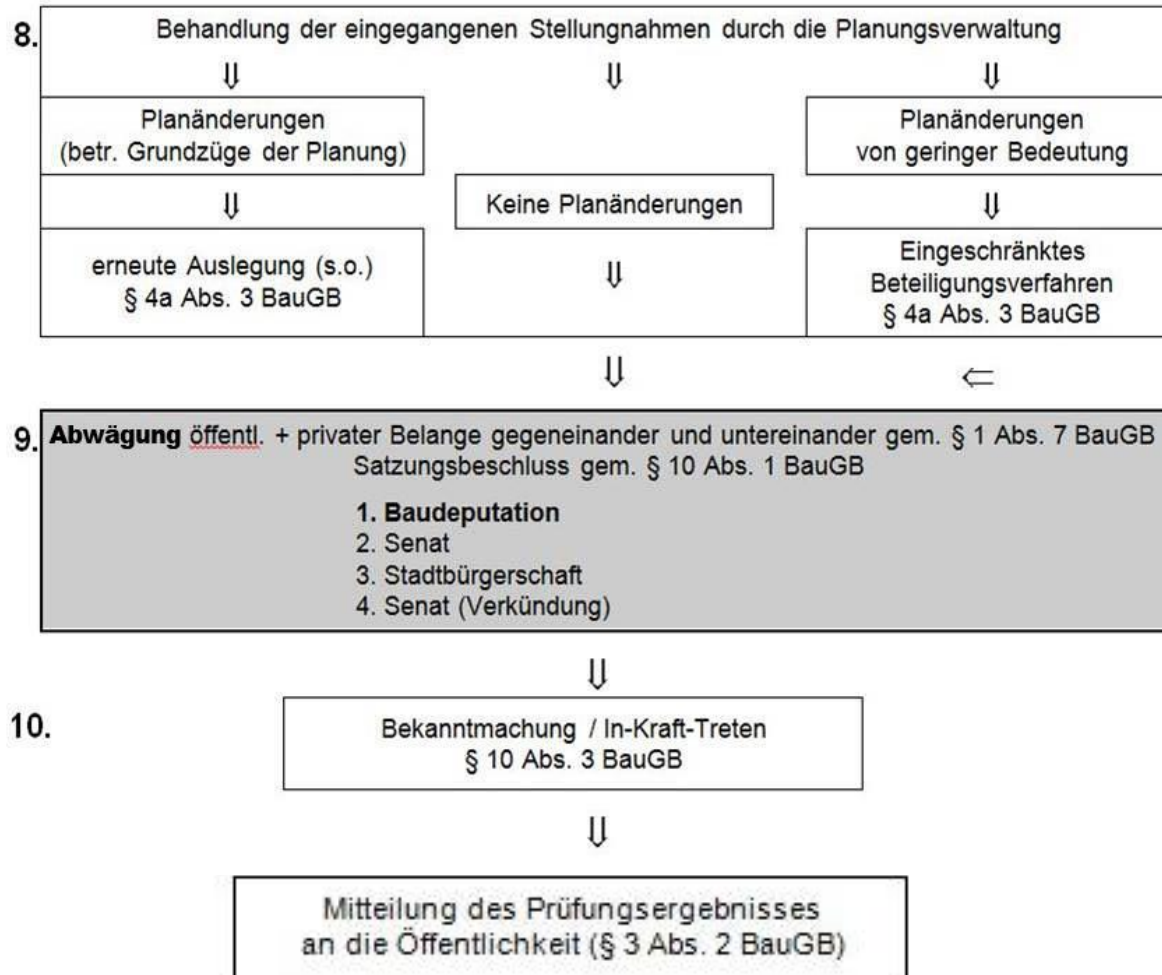 8.
Behandlung der eingegangenen Stellungnahmen durch die Planungsverwaltung
⇓ ⇓ ⇓
Planänderungen
(betr. Grundzüge der Planung)
Planänderungen
von geringer Bedeutung
⇓
Keine Planänderungen
⇓
erneute Auslegung (s.o.)
§ 4a Abs. 3 BauGB
⇓
Eingeschränktes
Beteiligungsverfahren
§ 4a Abs. 3 BauGB
⇓ ⇐
9.
Abwägung öffentl. + privater Belange gegeneinander und untereinander gem. § 1 Abs. 7 BauGB
Satzungsbeschluss gem. § 10 Abs. 1 BauGB
1. Baudeputation
2. Senat
3. Stadtbürgerschaft
4. Senat (Verkündung)
⇓
10.
Bekanntmachung / In-Kraft-Treten
§ 10 Abs. 3 BauGB
⇓
Mitteilung des Prüfungsergebnisses
an die Öffentlichkeit (§ 3 Abs. 2 BauGB)